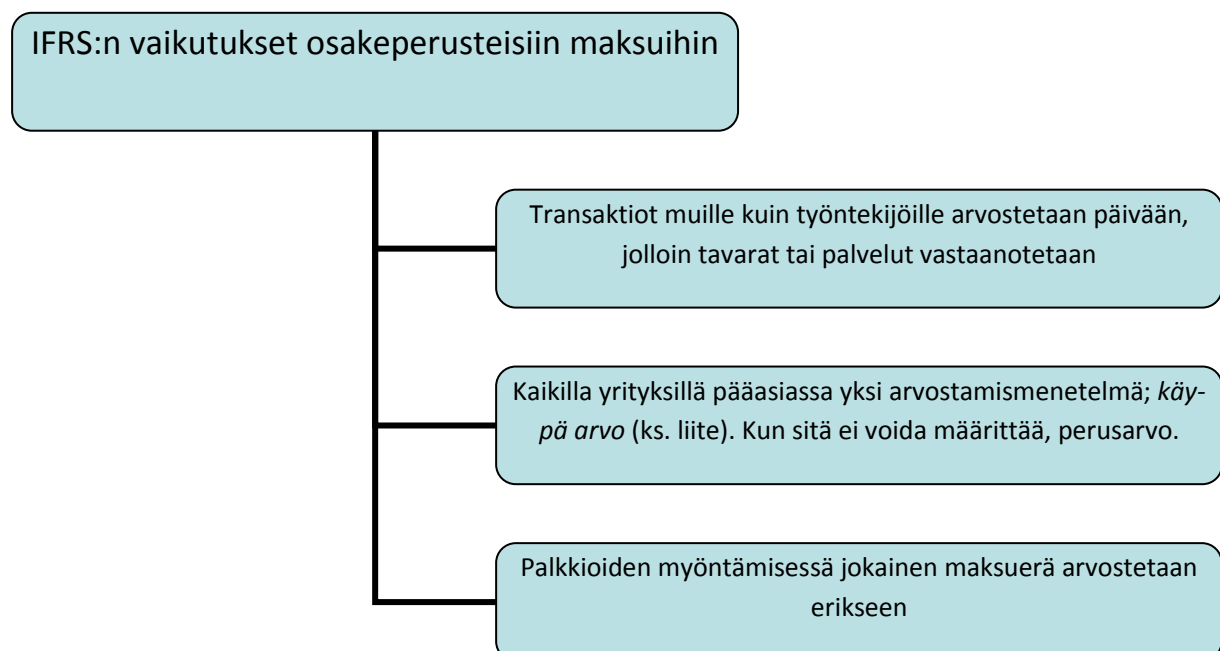 IFRS:n vaikutukset osakeperusteisiin maksuihin
Transaktiot muille kuin työntekijöille arvostetaan päivään,
jolloin tavarat tai palvelut vastaanotetaan
Kaikilla yrityksillä pääasiassa yksi arvostamismenetelmä; käy-
pä arvo (ks. liite). Kun sitä ei voida määrittää, perusarvo.
Palkkioiden myöntämisessä jokainen maksuerä arvostetaan
erikseen